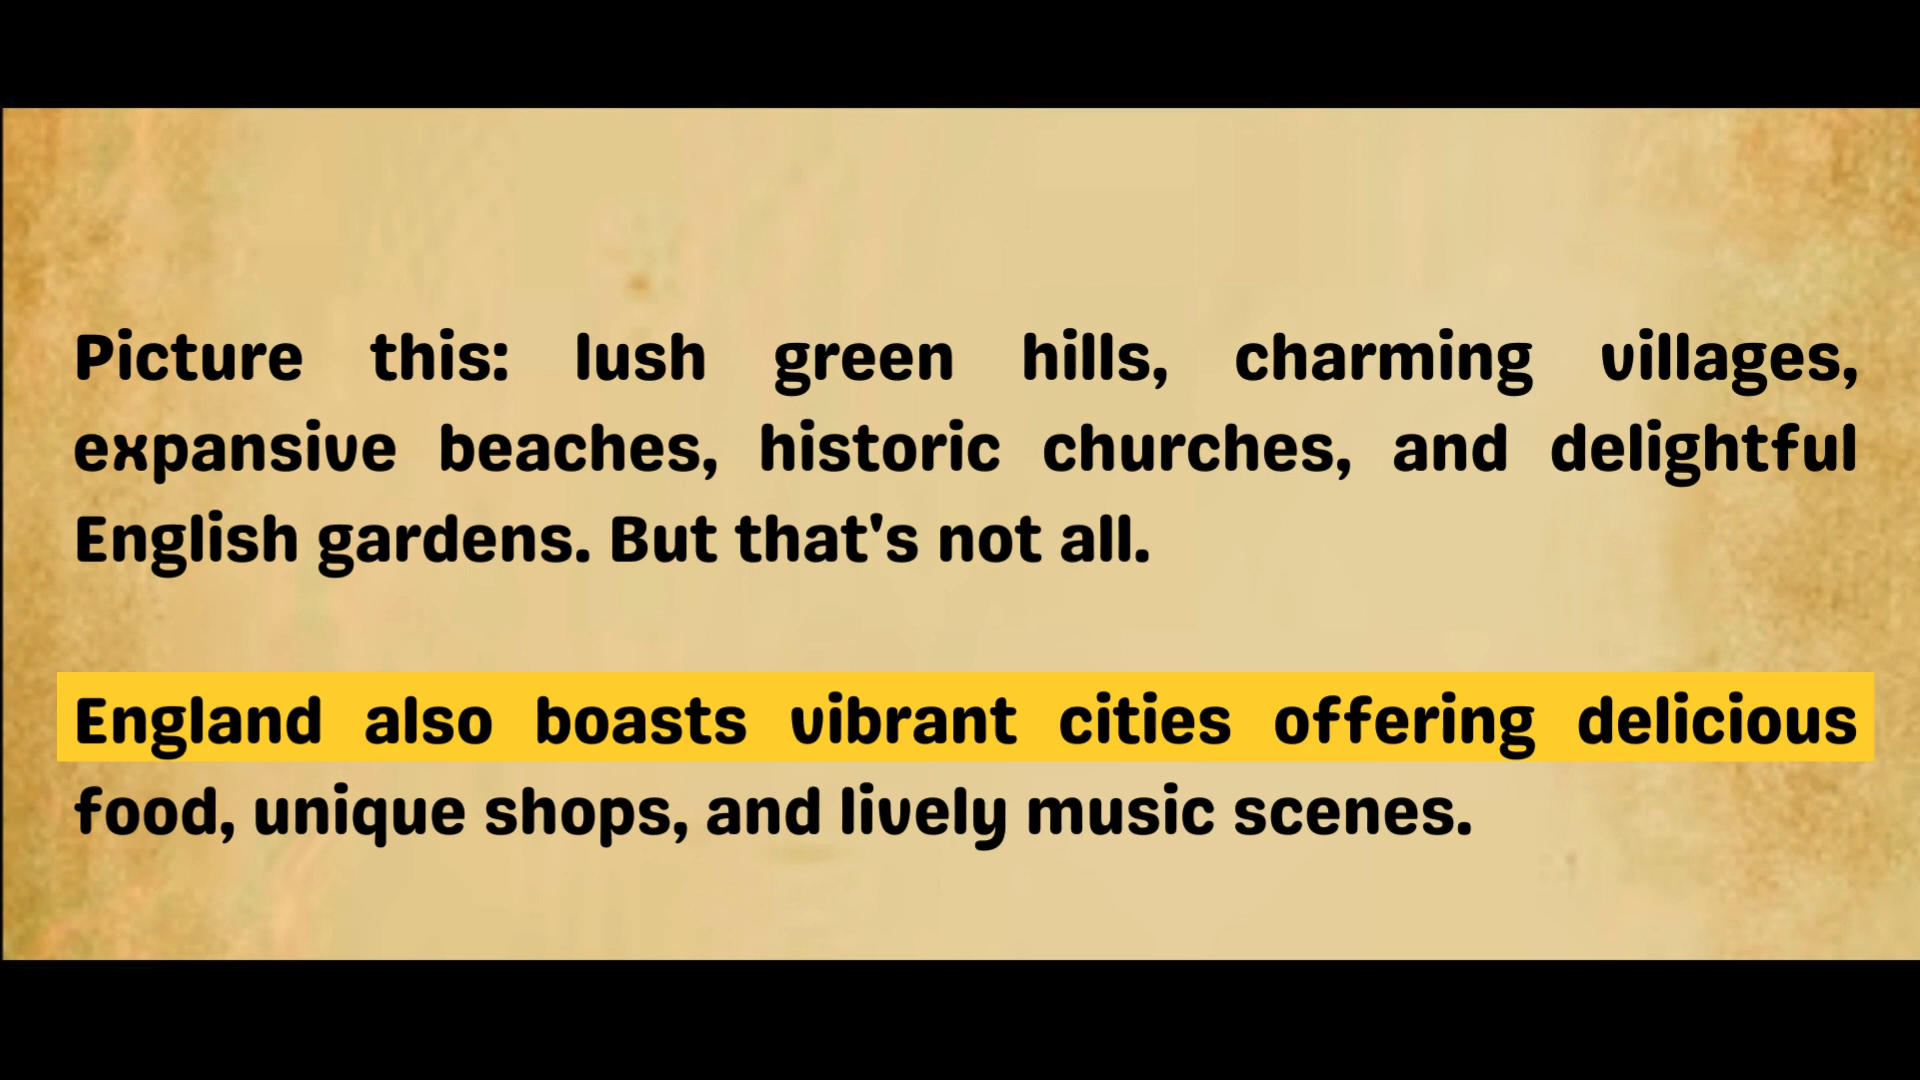 Picture this: lush green hills, charming villages,
expansive beaches, historic churches, and delightful
English gardens. But that's not all.
England also boasts vibrant cities offering delicious
food, unique shops, and lively music scenes.